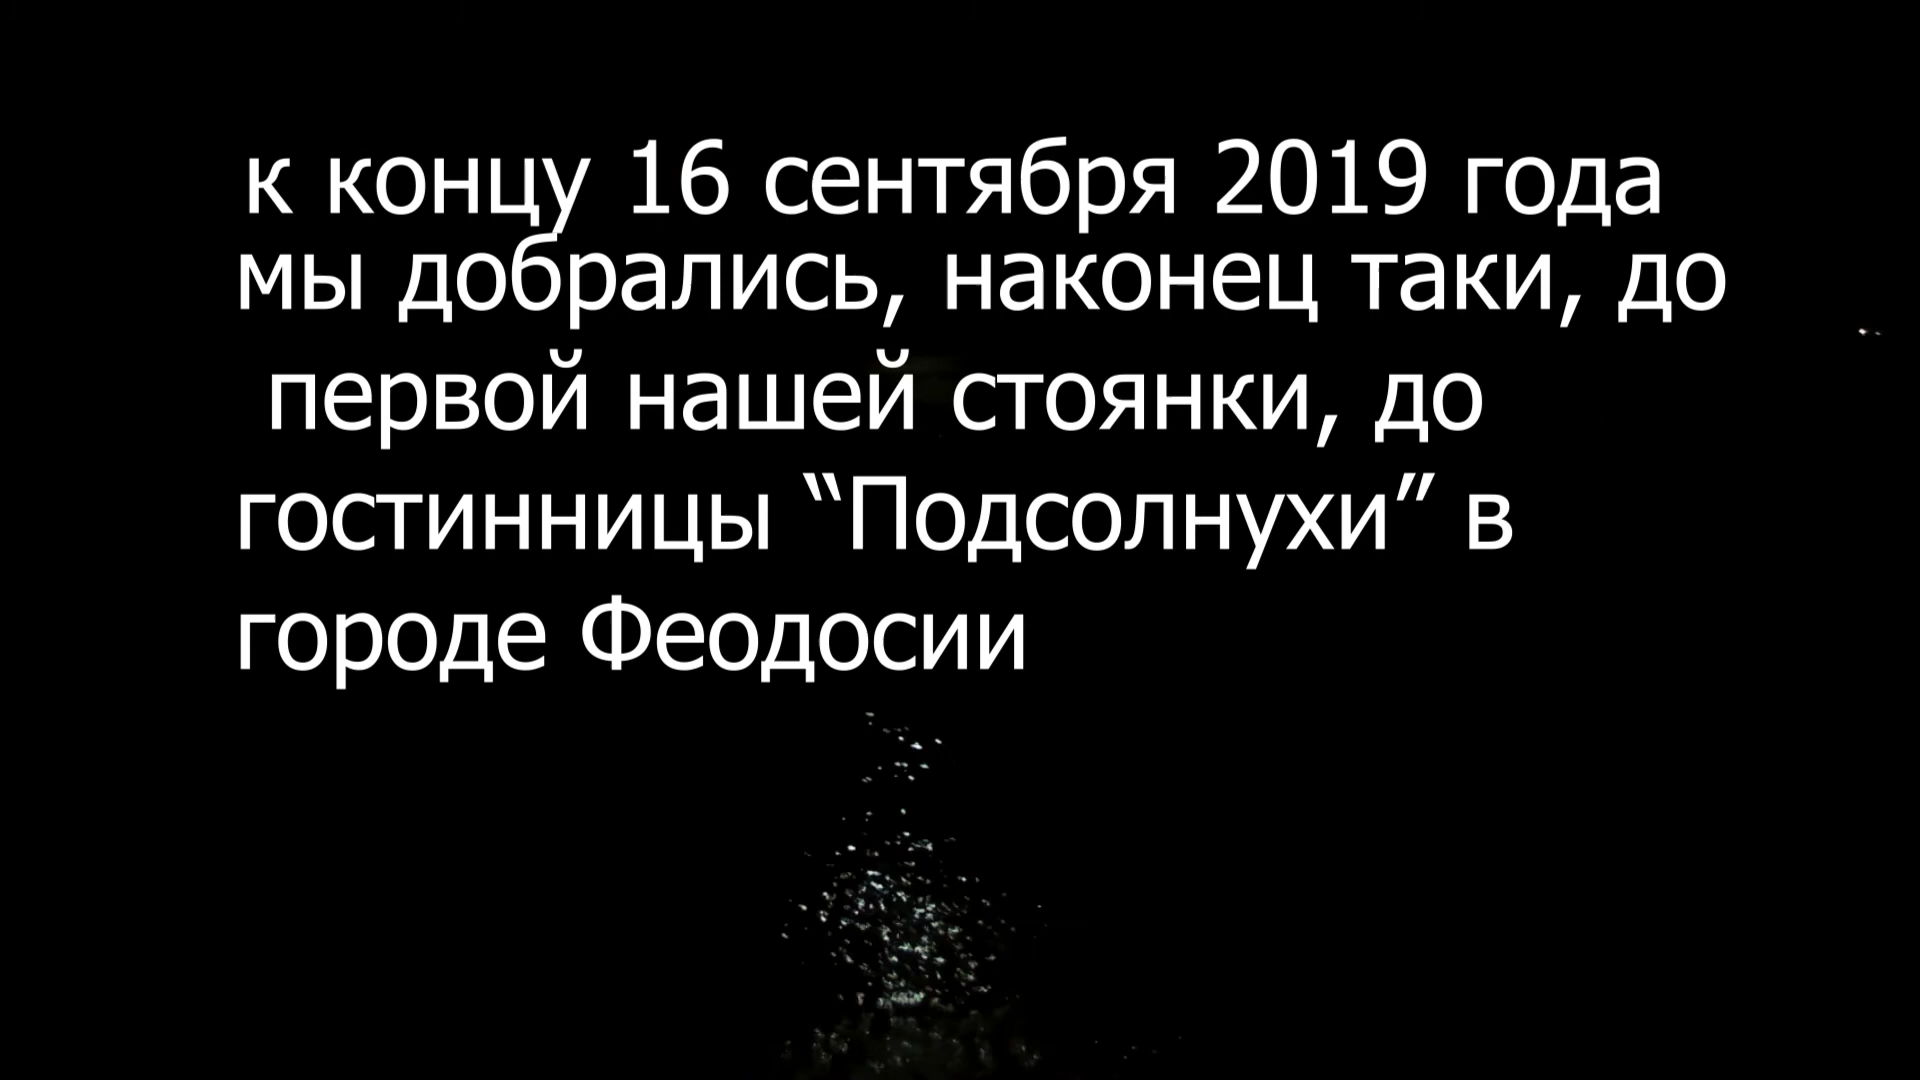 к концу 16 сентября 2019 года
мы добрались, наконец таки, до
первой нашей стоянки, до
гостинницы “Подсолнухи” в
городе Феодосии